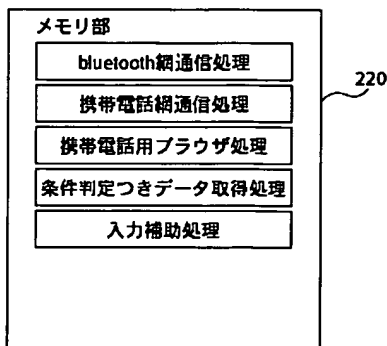 メモリ部
bluetooth網通信処理
220
携帯電話網通信処理
携帯電話用ブラウザ処理
条件判定つきデータ取得処理
入力補助処理